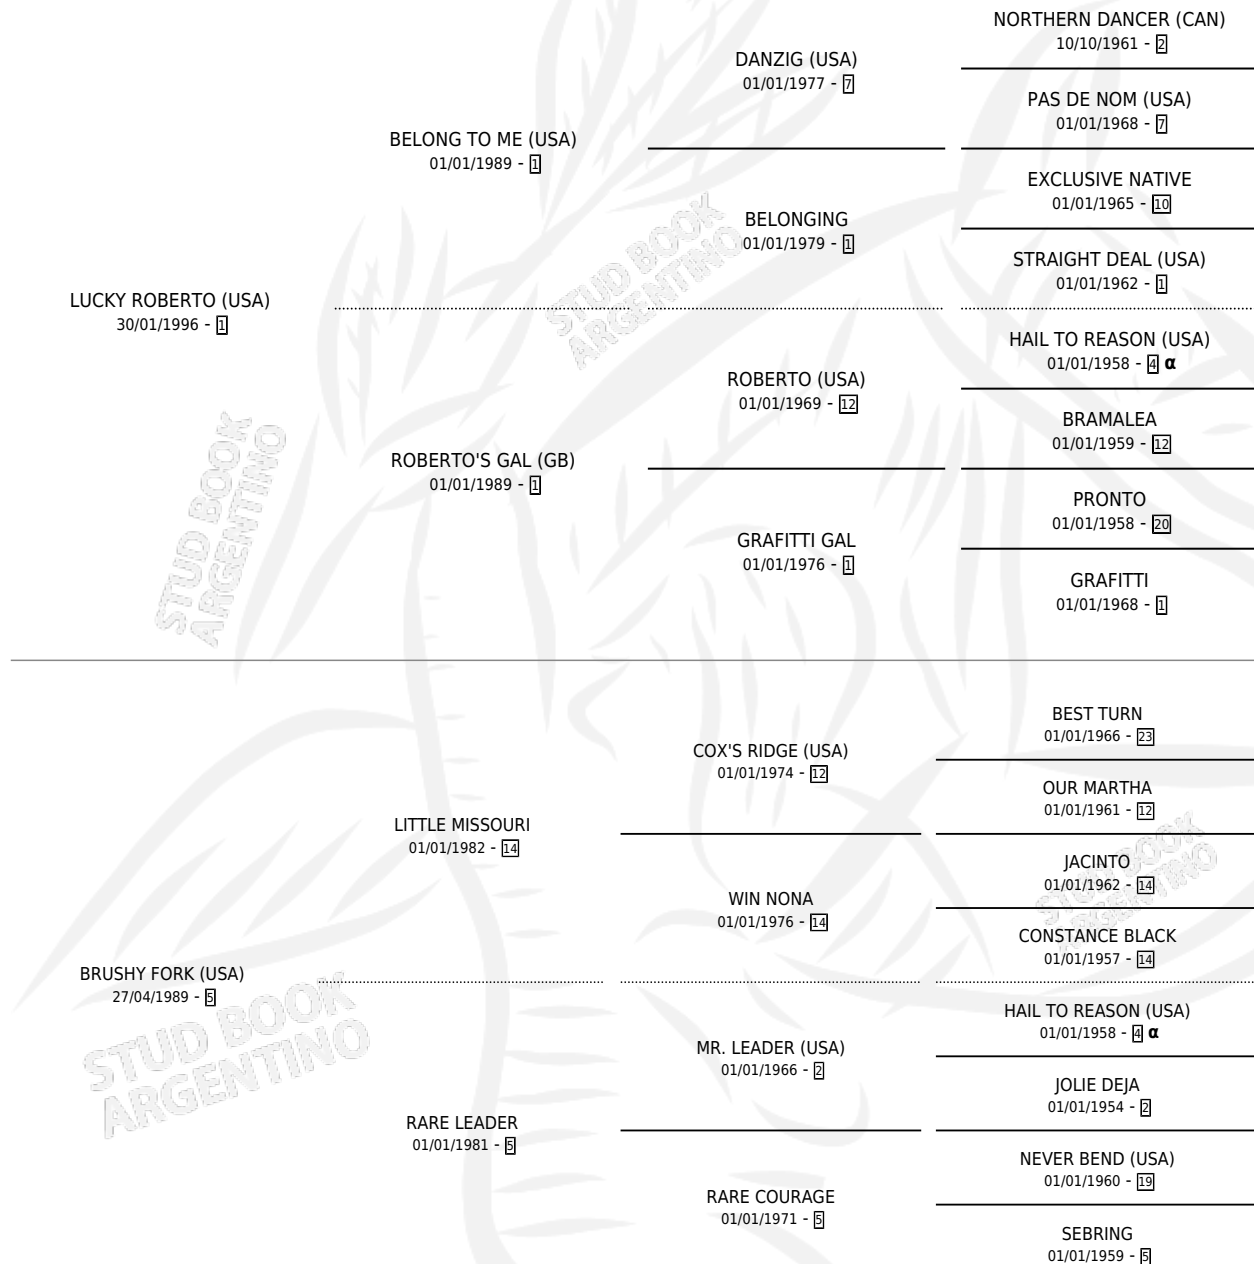 NORTHERN DANCER (CAN)
10/10/1961 - 2
DANZIG (USA)
01/01/1977 - 7
PAS DE NOM (USA)
01/01/1968 - 7
BELONG TO ME (USA)
01/01/1989 - 1
EXCLUSIVE NATIVE
01/01/1965 - 10
BELONGING
01/01/1979 - 1
STRAIGHT DEAL (USA)
01/01/1962 - 1
LUCKY ROBERTO (USA)
30/01/1996 - 1
HAIL TO REASON (USA)
01/01/1958 - 4 α
ROBERTO (USA)
01/01/1969 - 12
BRAMALEA
01/01/1959 - 12
ROBERTO'S GAL (GB)
01/01/1989 - 1
PRONTO
01/01/1958 - 20
GRAFITTI GAL
01/01/1976 - 1
GRAFITTI
01/01/1968 - 1
BEST TURN
01/01/1966 - 23
COX'S RIDGE (USA)
01/01/1974 - 12
OUR MARTHA
01/01/1961 - 12
LITTLE MISSOURI
01/01/1982 - 14
JACINTO
01/01/1962 - 14
WIN NONA
01/01/1976 - 14
CONSTANCE BLACK
01/01/1957 - 14
BRUSHY FORK (USA)
27/04/1989 - 5
HAIL TO REASON (USA)
01/01/1958 - 4 α
MR. LEADER (USA)
01/01/1966 - 2
JOLIE DEJA
01/01/1954 - 2
RARE LEADER
01/01/1981 - 5
NEVER BEND (USA)
01/01/1960 - 19
RARE COURAGE
01/01/1971 - 5
SEBRING
01/01/1959 - 5
STUD BOOK
ARGENTINO
STUD BOOK
ARGENTINO
STUD BOOK
ARGENTINO
STUD BOOK
ARGENTINO